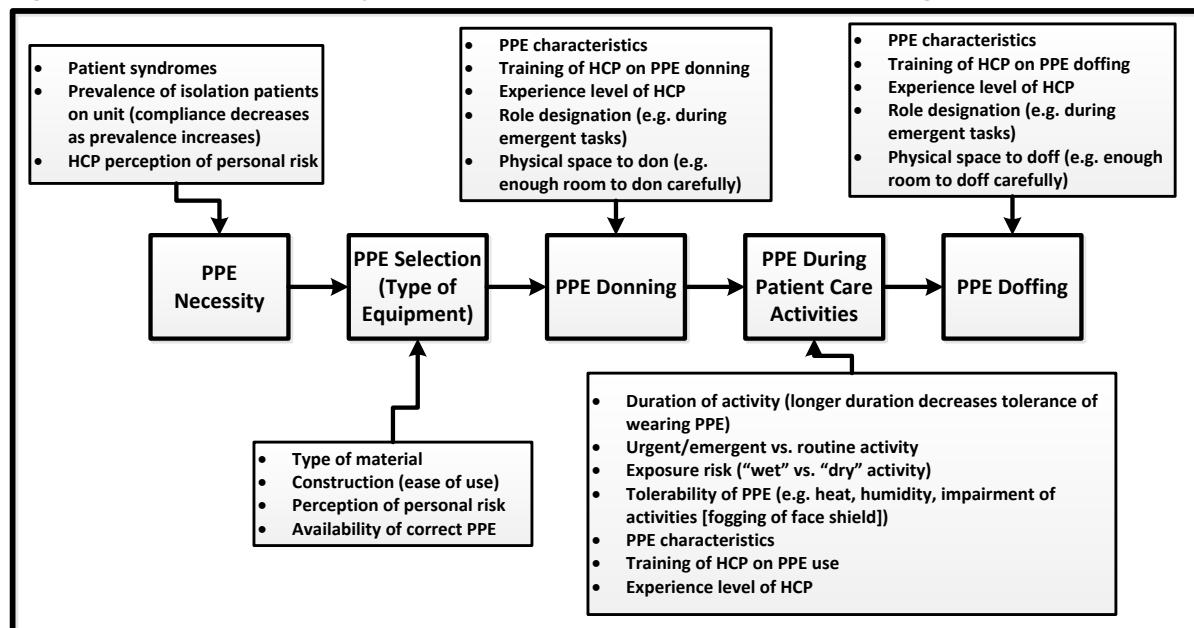 • Patient syndromes
• Prevalence of isolation patients
on unit (compliance decreases
as prevalence increases)
• HCP perception of personal risk
• PPE characteristics
• Training of HCP on PPE donning
• Experience level of HCP
• Role designation (e.g. during
emergent tasks)
• Physical space to don (e.g.
enough room to don carefully)
• PPE characteristics
• Training of HCP on PPE doffing
• Experience level of HCP
• Role designation (e.g. during
emergent tasks)
• Physical space to doff (e.g. enough
room to doff carefully)
PPE
Necessity
PPE Selection
(Type of
Equipment)
PPE Donning
PPE During
Patient Care
Activities
PPE Doffing
• Type of material
• Construction (ease of use)
• Perception of personal risk
• Availability of correct PPE
• Duration of activity (longer duration decreases tolerance of
wearing PPE)
• Urgent/emergent vs. routine activity
• Exposure risk (“wet” vs. “dry” activity)
• Tolerability of PPE (e.g. heat, humidity, impairment of
activities [fogging of face shield])
• PPE characteristics
• Training of HCP on PPE use
• Experience level of HCP